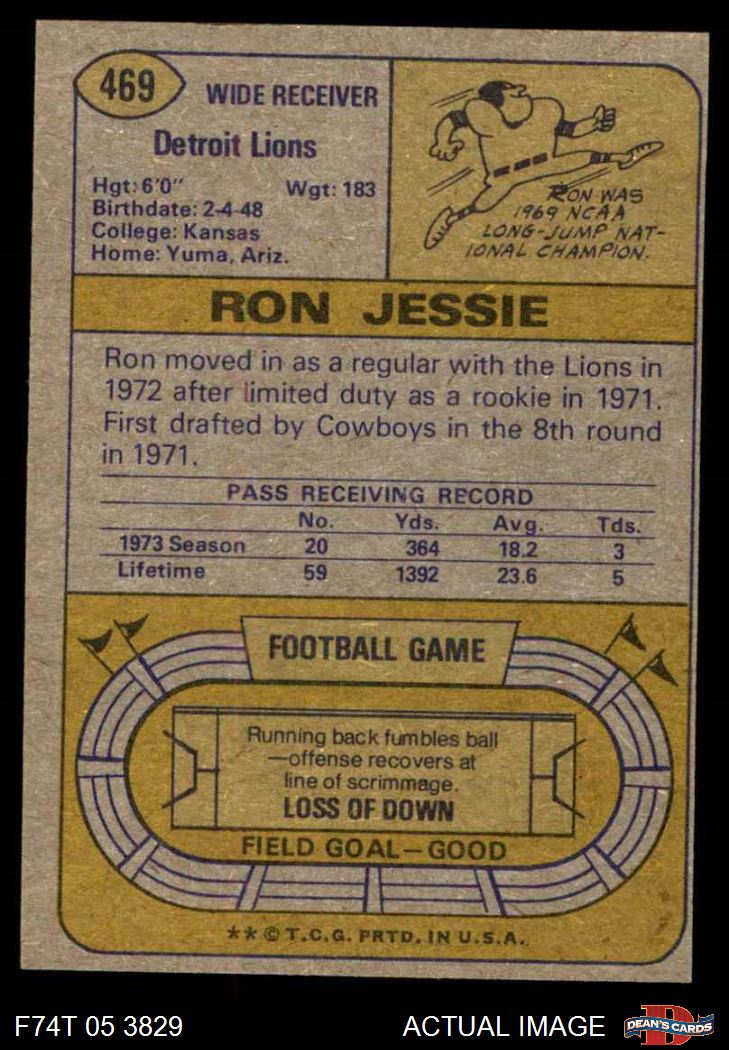 469
WIDE RECEIVER
Detroit Lions
Hgt: 6'0" Wgt: 183
Birthdate: 2-4-48
College: Kansas
Home: Yuma, Ariz.
RON WAS
1969 NCAA
LONG-JUMP NAT-
IONAL CHAMPION.
RON JESSIE
Ron moved in as a regular with the Lions in
1972 after limited duty as a rookie in 1971.
First drafted by Cowboys in the 8th round
in 1971.
PASS RECEIVING RECORD
No. Yds. Avg. Tds.
1973 Season 20 364 18.2 3
Lifetime 59 1392 23.6 5
FOOTBALL GAME
Running back fumbles ball
—offense recovers at
line of scrimmage.
LOSS OF DOWN
FIELD GOAL—GOOD
**© T.C.G. PRTD. IN U.S.A.
F74T 05 3829 ACTUAL IMAGE
D
DEAN'S CARDS